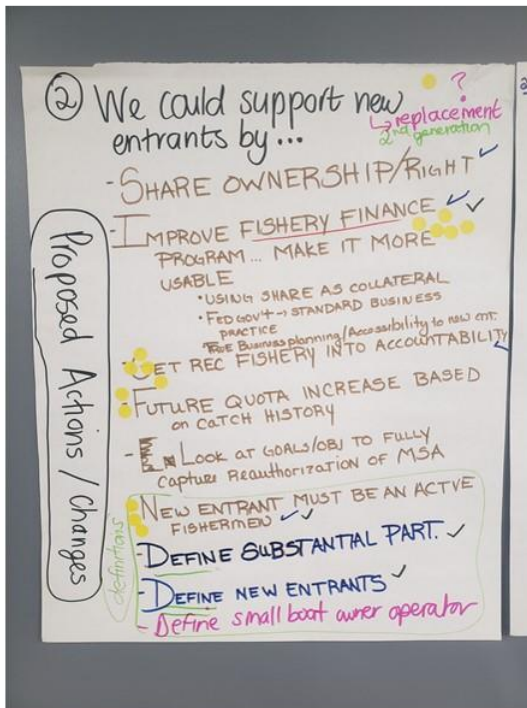 ② We could support new
entrants by...
?
↳ replacement
2nd generation
- SHARE OWNERSHIP/RIGHT ✓
- IMPROVE FISHERY FINANCE ✓ ✓
PROGRAM... MAKE IT MORE
USABLE
• USING SHARE AS COLLATERAL
• FED GOV'T → STANDARD BUSINESS
PRACTICE
Business planning/Accessibility to new ent.
GET REC FISHERY INTO ACCOUNTABILITY ✓
- FUTURE QUOTA INCREASE BASED
on CATCH HISTORY
- LOOK AT GOALS/OBJ TO FULLY
CAPTURE REAUTHORIZATION OF MSA
NEW ENTRANT MUST BE AN ACTVE
FISHERMEN ✓ ✓
- DEFINE SUBSTANTIAL PART. ✓
- DEFINE NEW ENTRANTS ✓
- Define small boat owner operator
definitions
Proposed Actions / Changes